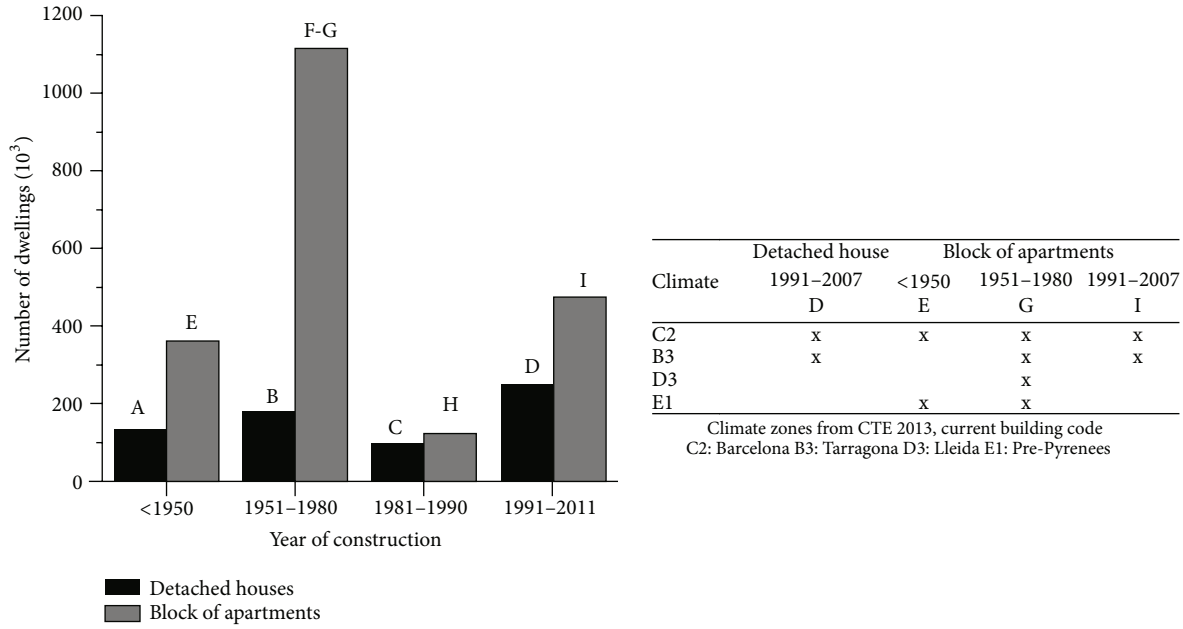 1200
1000
800
600
400
200
0
Number of dwellings (10³)
A
E
B
F-G
C
H
D
I
<1950
1951–1980
1981–1990
1991–2011
Year of construction
Detached houses
Block of apartments
Detached house Block of apartments
Climate 1991–2007 <1950 1951–1980 1991–2007
D E G I
C2 x x x x
B3 x x x
D3 x
E1 x x
Climate zones from CTE 2013, current building code
C2: Barcelona B3: Tarragona D3: Lleida E1: Pre-Pyrenees